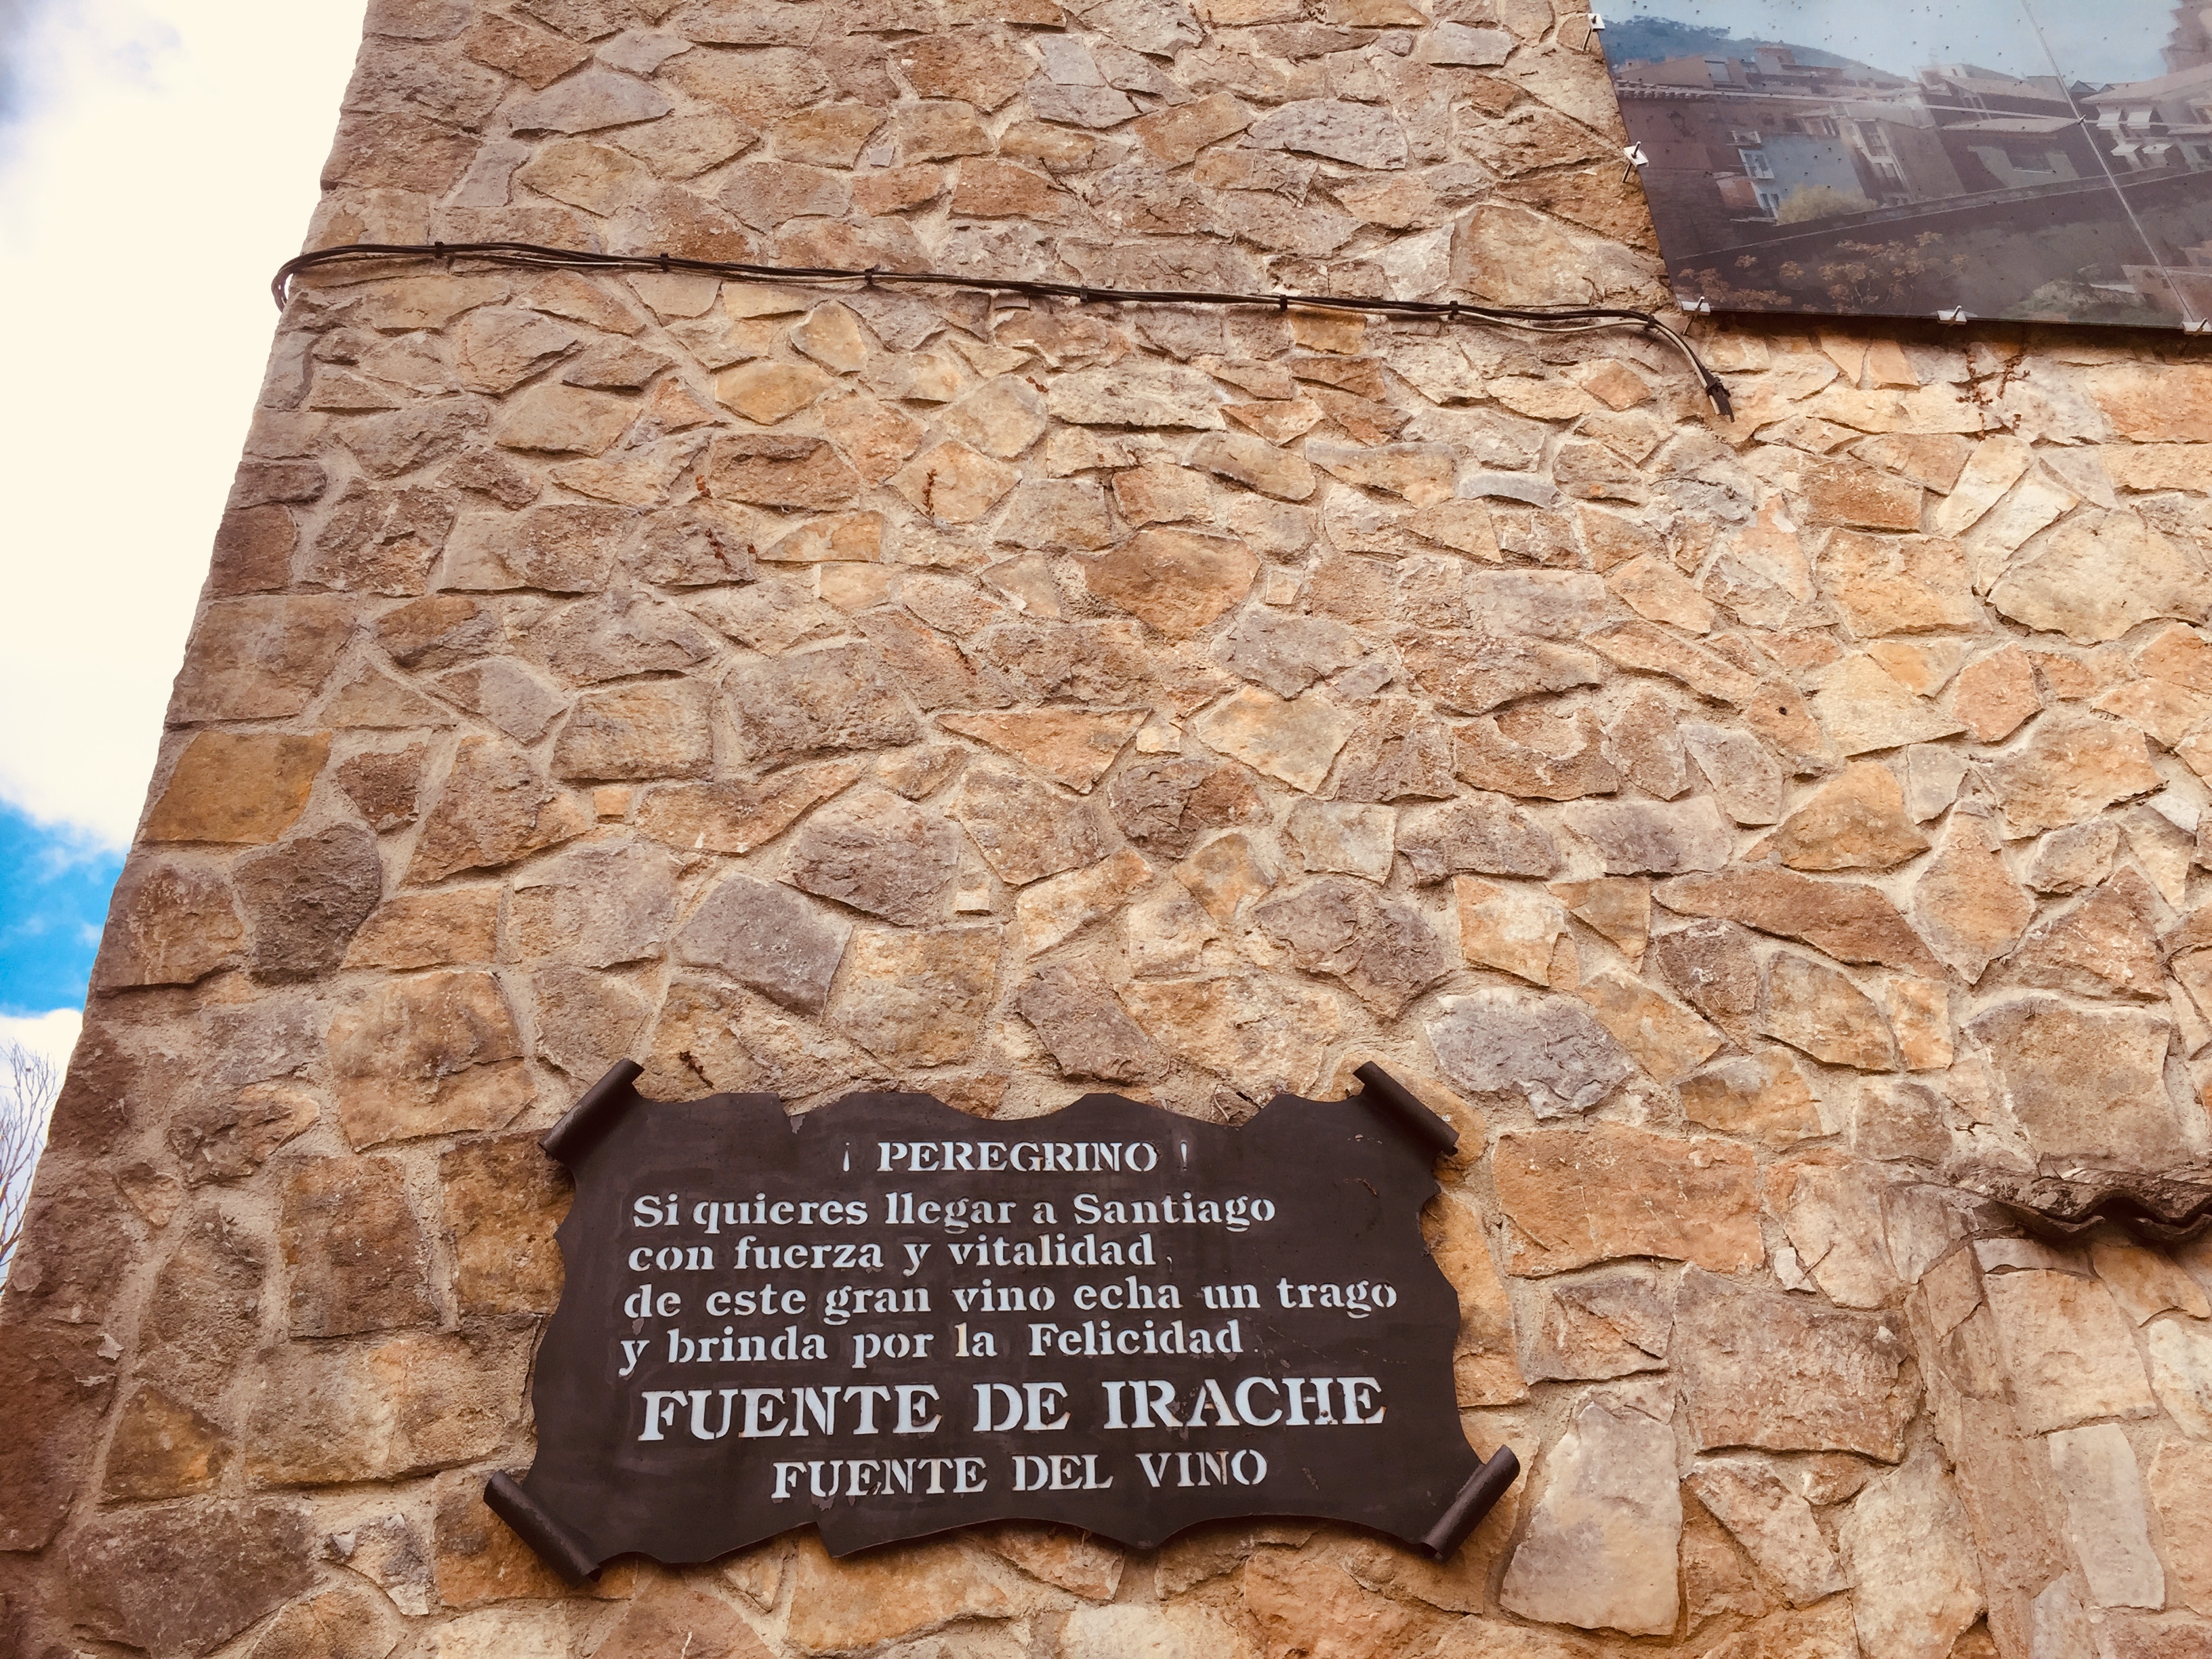 ¡ PEREGRINO !
Si quieres llegar a Santiago
con fuerza y vitalidad,
de este gran vino echa un trago
y brinda por la Felicidad.
FUENTE DE IRACHE
FUENTE DEL VINO